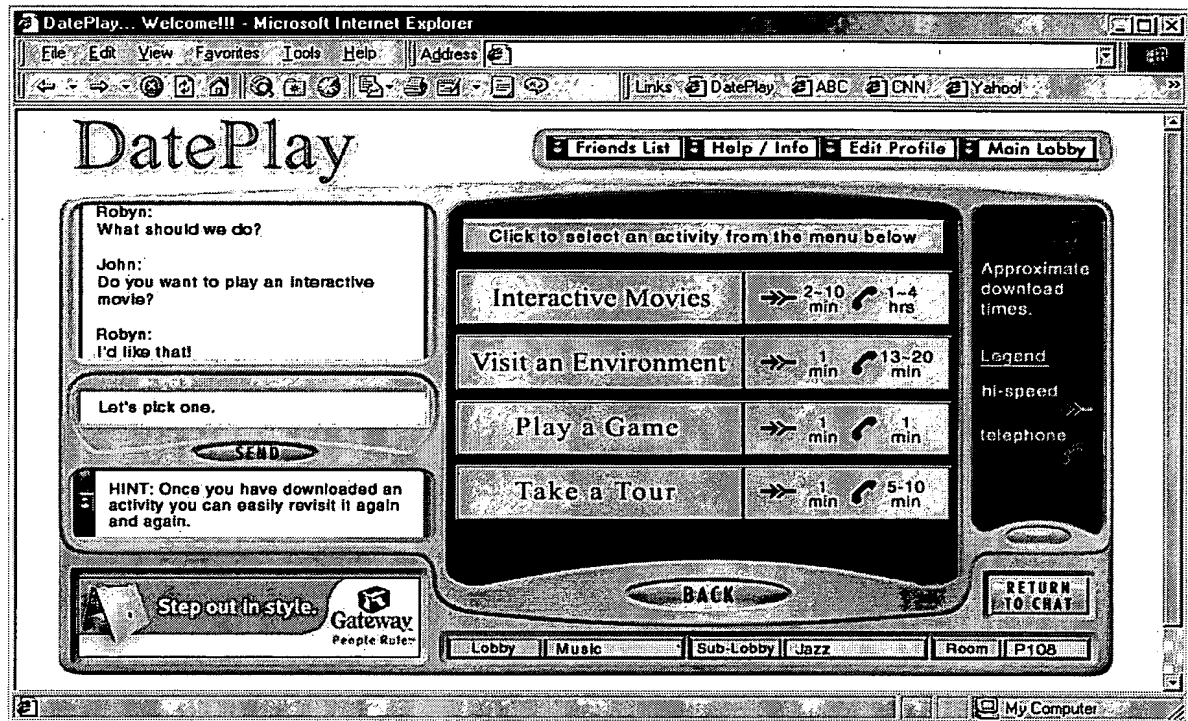 DatePlay... Welcome!!! - Microsoft Internet Explorer
File Edit View Favorites Tools Help Address
Links DatePlay ABC CNN Yahoo!
DatePlay
Friends List Help / Info Edit Profile Main Lobby
Robyn:
What should we do?
John:
Do you want to play an interactive
movie?
Robyn:
I'd like that!
Let's pick one.
SEND
HINT: Once you have downloaded an
activity you can easily revisit it again
and again.
Step out in style.
Gateway
People Rule
Click to select an activity from the menu below
Interactive Movies 2~10 min 1~4 hrs
Visit an Environment 1 min 13~20 min
Play a Game 1 min 1 min
Take a Tour 1 min 5-10 min
BACK
Approximate
download
times.
Legend
hi-speed
telephone
RETURN
TO CHAT
Lobby Music Sub-Lobby Jazz Room P108
My Computer